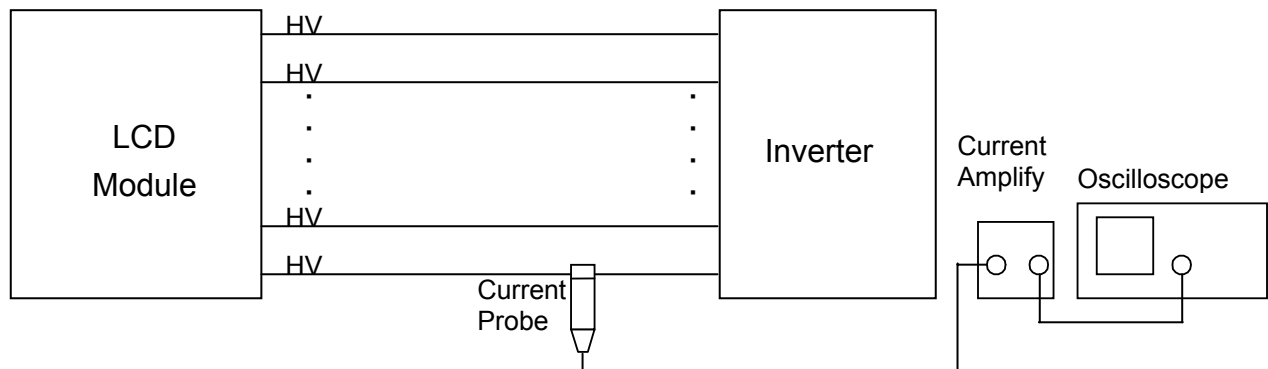 HV
HV
LCD
Module
Inverter
HV
HV
Current
Probe
Current
Amplify
Oscilloscope